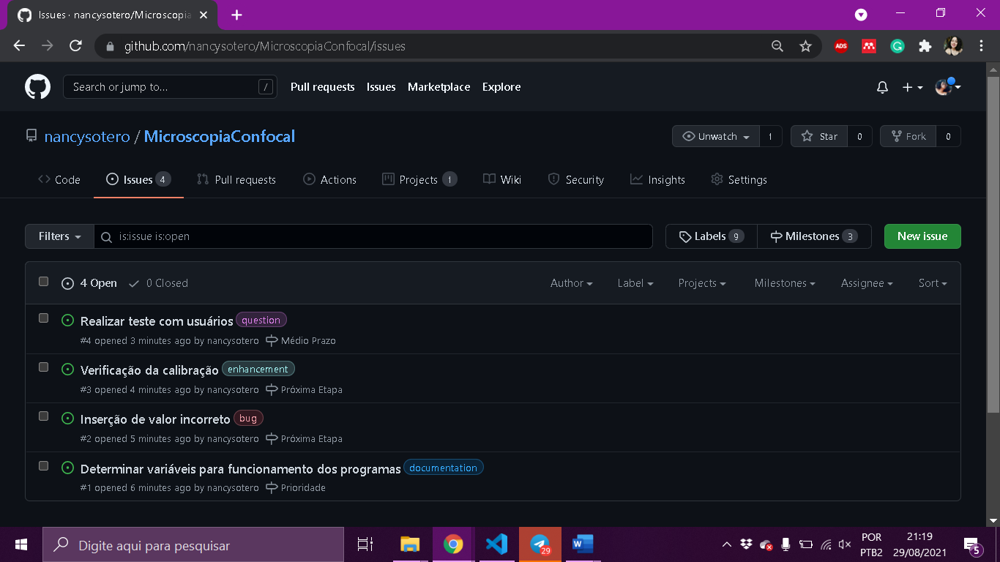 Issues · nancysotero/Microscopia
github.com/nancysotero/MicroscopiaConfocal/issues
ADS
Search or jump to... /
Pull requests Issues Marketplace Explore
nancysotero / MicroscopiaConfocal
Unwatch 1 Star 0 Fork 0
Code Issues 4 Pull requests Actions Projects 1 Wiki Security Insights Settings
Filters is:issue is:open Labels 9 Milestones 3 New issue
4 Open 0 Closed Author Label Projects Milestones Assignee Sort
Realizar teste com usuários question
#4 opened 3 minutes ago by nancysotero Médio Prazo
Verificação da calibração enhancement
#3 opened 4 minutes ago by nancysotero Próxima Etapa
Inserção de valor incorreto bug
#2 opened 5 minutes ago by nancysotero Próxima Etapa
Determinar variáveis para funcionamento dos programas documentation
#1 opened 6 minutes ago by nancysotero Prioridade
Digite aqui para pesquisar
29
POR
PTB2
21:19
29/08/2021
5